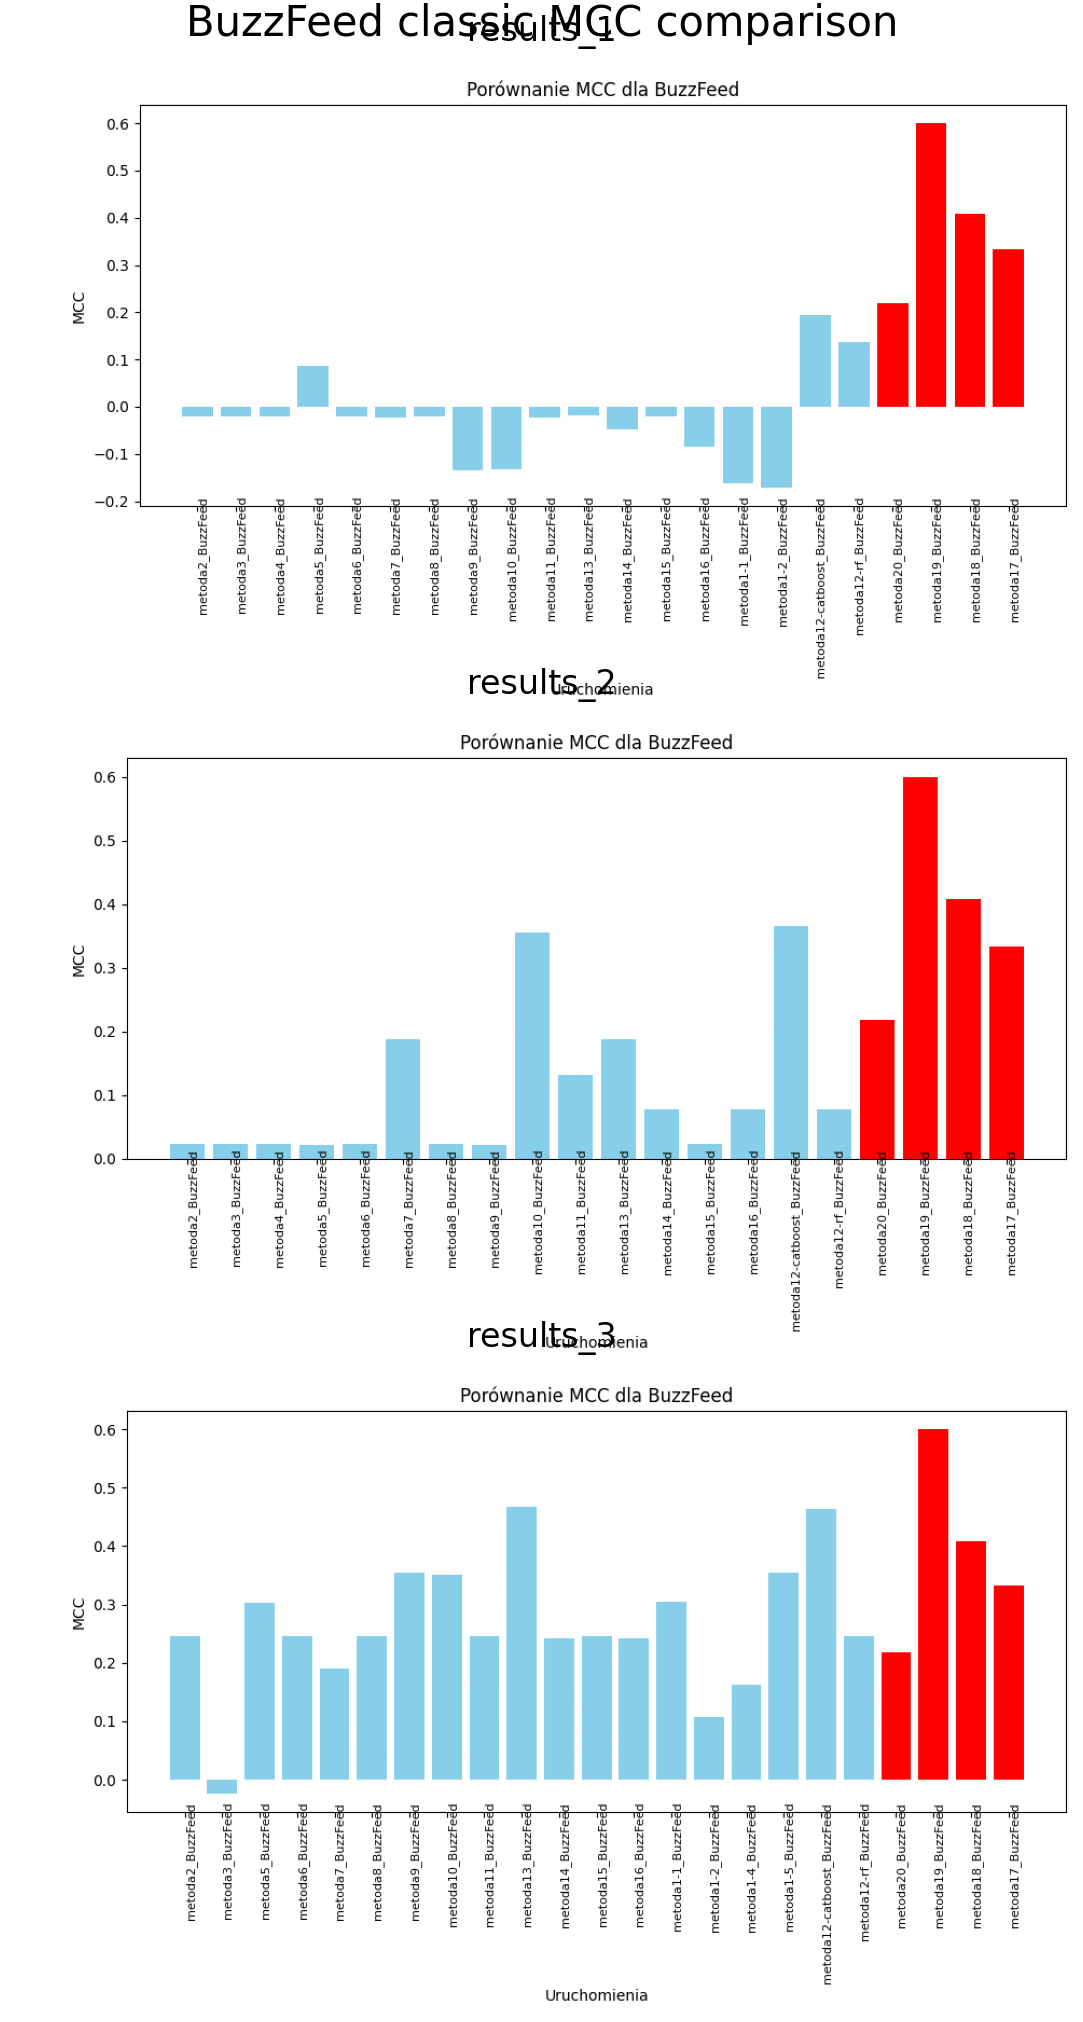 BuzzFeed classic MCC comparison
results_1
Porównanie MCC dla BuzzFeed
0.6
0.5
0.4
0.3
0.2
0.1
0.0
−0.1
−0.2
MCC
metoda2_BuzzFeed
metoda3_BuzzFeed
metoda4_BuzzFeed
metoda5_BuzzFeed
metoda6_BuzzFeed
metoda7_BuzzFeed
metoda8_BuzzFeed
metoda9_BuzzFeed
metoda10_BuzzFeed
metoda11_BuzzFeed
metoda13_BuzzFeed
metoda14_BuzzFeed
metoda15_BuzzFeed
metoda16_BuzzFeed
metoda1-1_BuzzFeed
metoda1-2_BuzzFeed
metoda12-catboost_BuzzFeed
metoda12-rf_BuzzFeed
metoda20_BuzzFeed
metoda19_BuzzFeed
metoda18_BuzzFeed
metoda17_BuzzFeed
Uruchomienia
results_2
Porównanie MCC dla BuzzFeed
0.6
0.5
0.4
0.3
0.2
0.1
0.0
MCC
metoda2_BuzzFeed
metoda3_BuzzFeed
metoda4_BuzzFeed
metoda5_BuzzFeed
metoda6_BuzzFeed
metoda7_BuzzFeed
metoda8_BuzzFeed
metoda9_BuzzFeed
metoda10_BuzzFeed
metoda11_BuzzFeed
metoda13_BuzzFeed
metoda14_BuzzFeed
metoda15_BuzzFeed
metoda16_BuzzFeed
metoda12-catboost_BuzzFeed
metoda12-rf_BuzzFeed
metoda20_BuzzFeed
metoda19_BuzzFeed
metoda18_BuzzFeed
metoda17_BuzzFeed
Uruchomienia
results_3
Porównanie MCC dla BuzzFeed
0.6
0.5
0.4
0.3
0.2
0.1
0.0
MCC
metoda2_BuzzFeed
metoda3_BuzzFeed
metoda5_BuzzFeed
metoda6_BuzzFeed
metoda7_BuzzFeed
metoda8_BuzzFeed
metoda9_BuzzFeed
metoda10_BuzzFeed
metoda11_BuzzFeed
metoda13_BuzzFeed
metoda14_BuzzFeed
metoda15_BuzzFeed
metoda16_BuzzFeed
metoda1-1_BuzzFeed
metoda1-2_BuzzFeed
metoda1-4_BuzzFeed
metoda1-5_BuzzFeed
metoda12-catboost_BuzzFeed
metoda12-rf_BuzzFeed
metoda20_BuzzFeed
metoda19_BuzzFeed
metoda18_BuzzFeed
metoda17_BuzzFeed
Uruchomienia